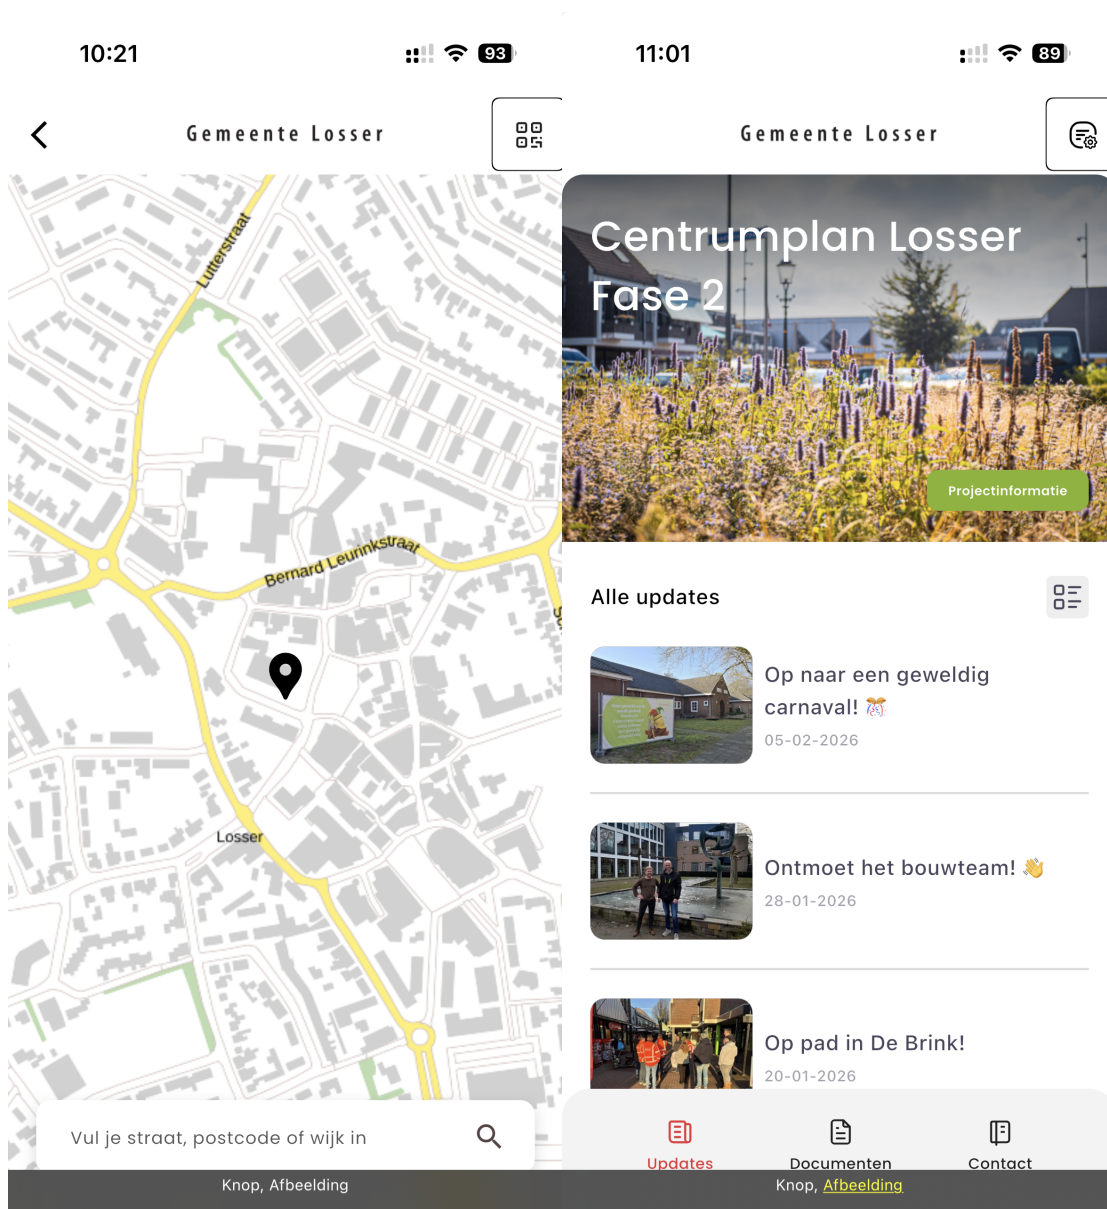 10:21
93
Gemeente Losser
Lutterstraat
Bernard Leurinkstraat
Losser
Vul je straat, postcode of wijk in
Knop, Afbeelding
11:01
89
Gemeente Losser
Centrumplan Losser
Fase 2
Projectinformatie
Alle updates
Op naar een geweldig
carnaval! 🎊
05-02-2026
Ontmoet het bouwteam! 👋
28-01-2026
Op pad in De Brink!
20-01-2026
Updates
Documenten
Contact
Knop, Afbeelding